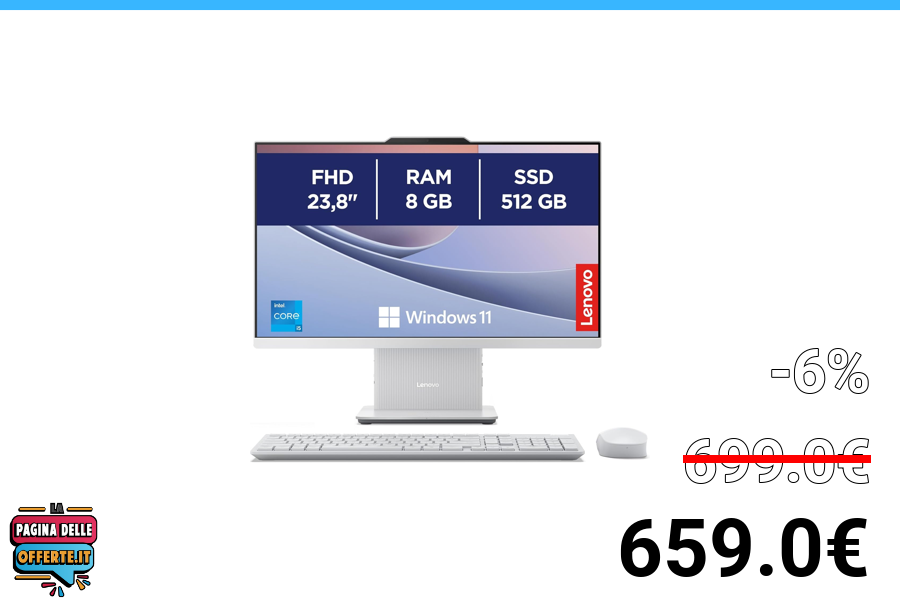 FHD
23,8"
RAM
8 GB
SSD
512 GB
Lenovo
intel
CORE
i5
Windows 11
Lenovo
-6%
699.0€
659.0€
LA
PAGINA DELLE
OFFERTE.IT